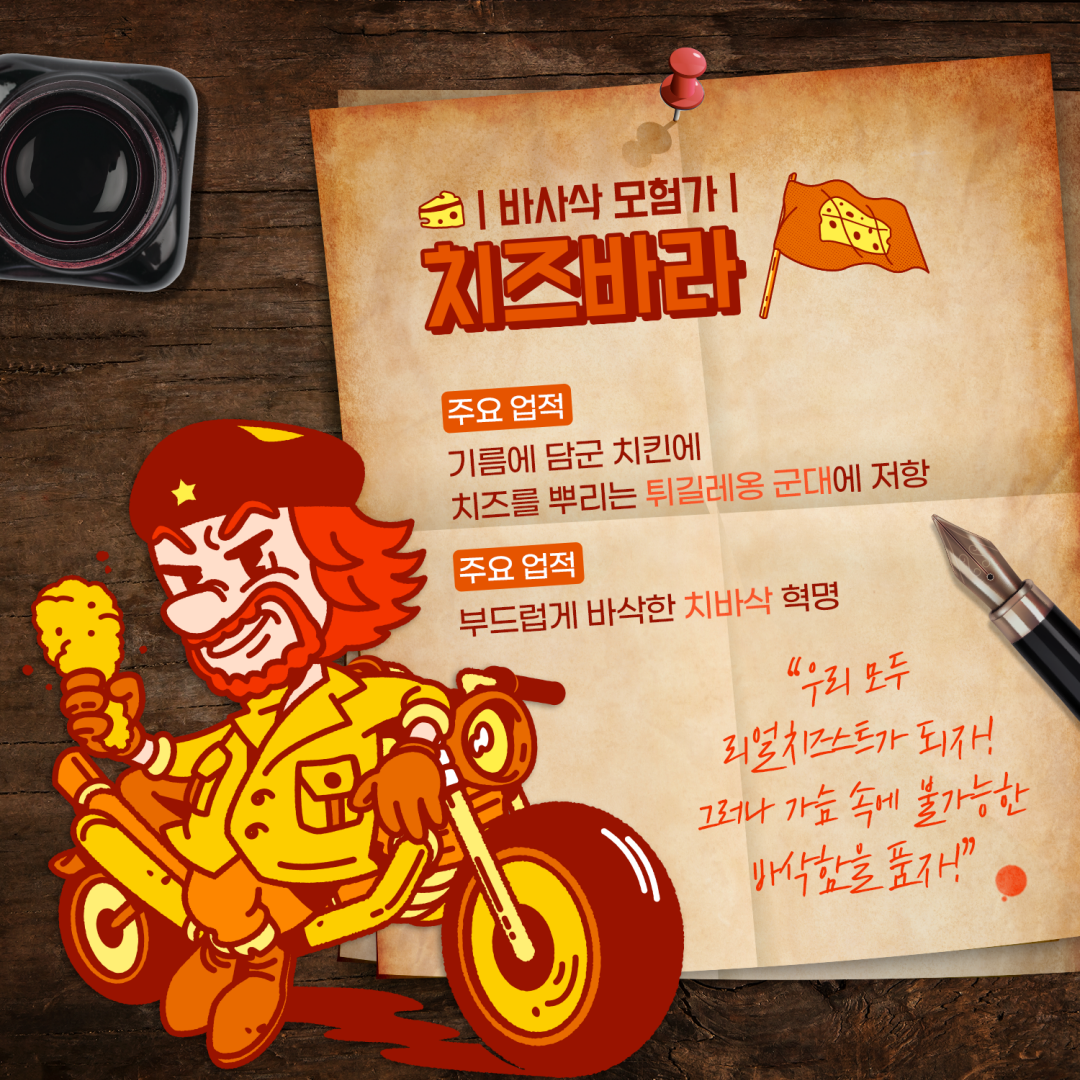 | 바사삭 모험가 |
치즈바라
주요 업적
기름에 담군 치킨에
치즈를 뿌리는 튀길레옹 군대에 저항
주요 업적
부드럽게 바삭한 치바삭 혁명
“우리 모두
리얼치즈스트가 되자!
그러나 가슴 속에 불가능한
바삭함을 품자!”